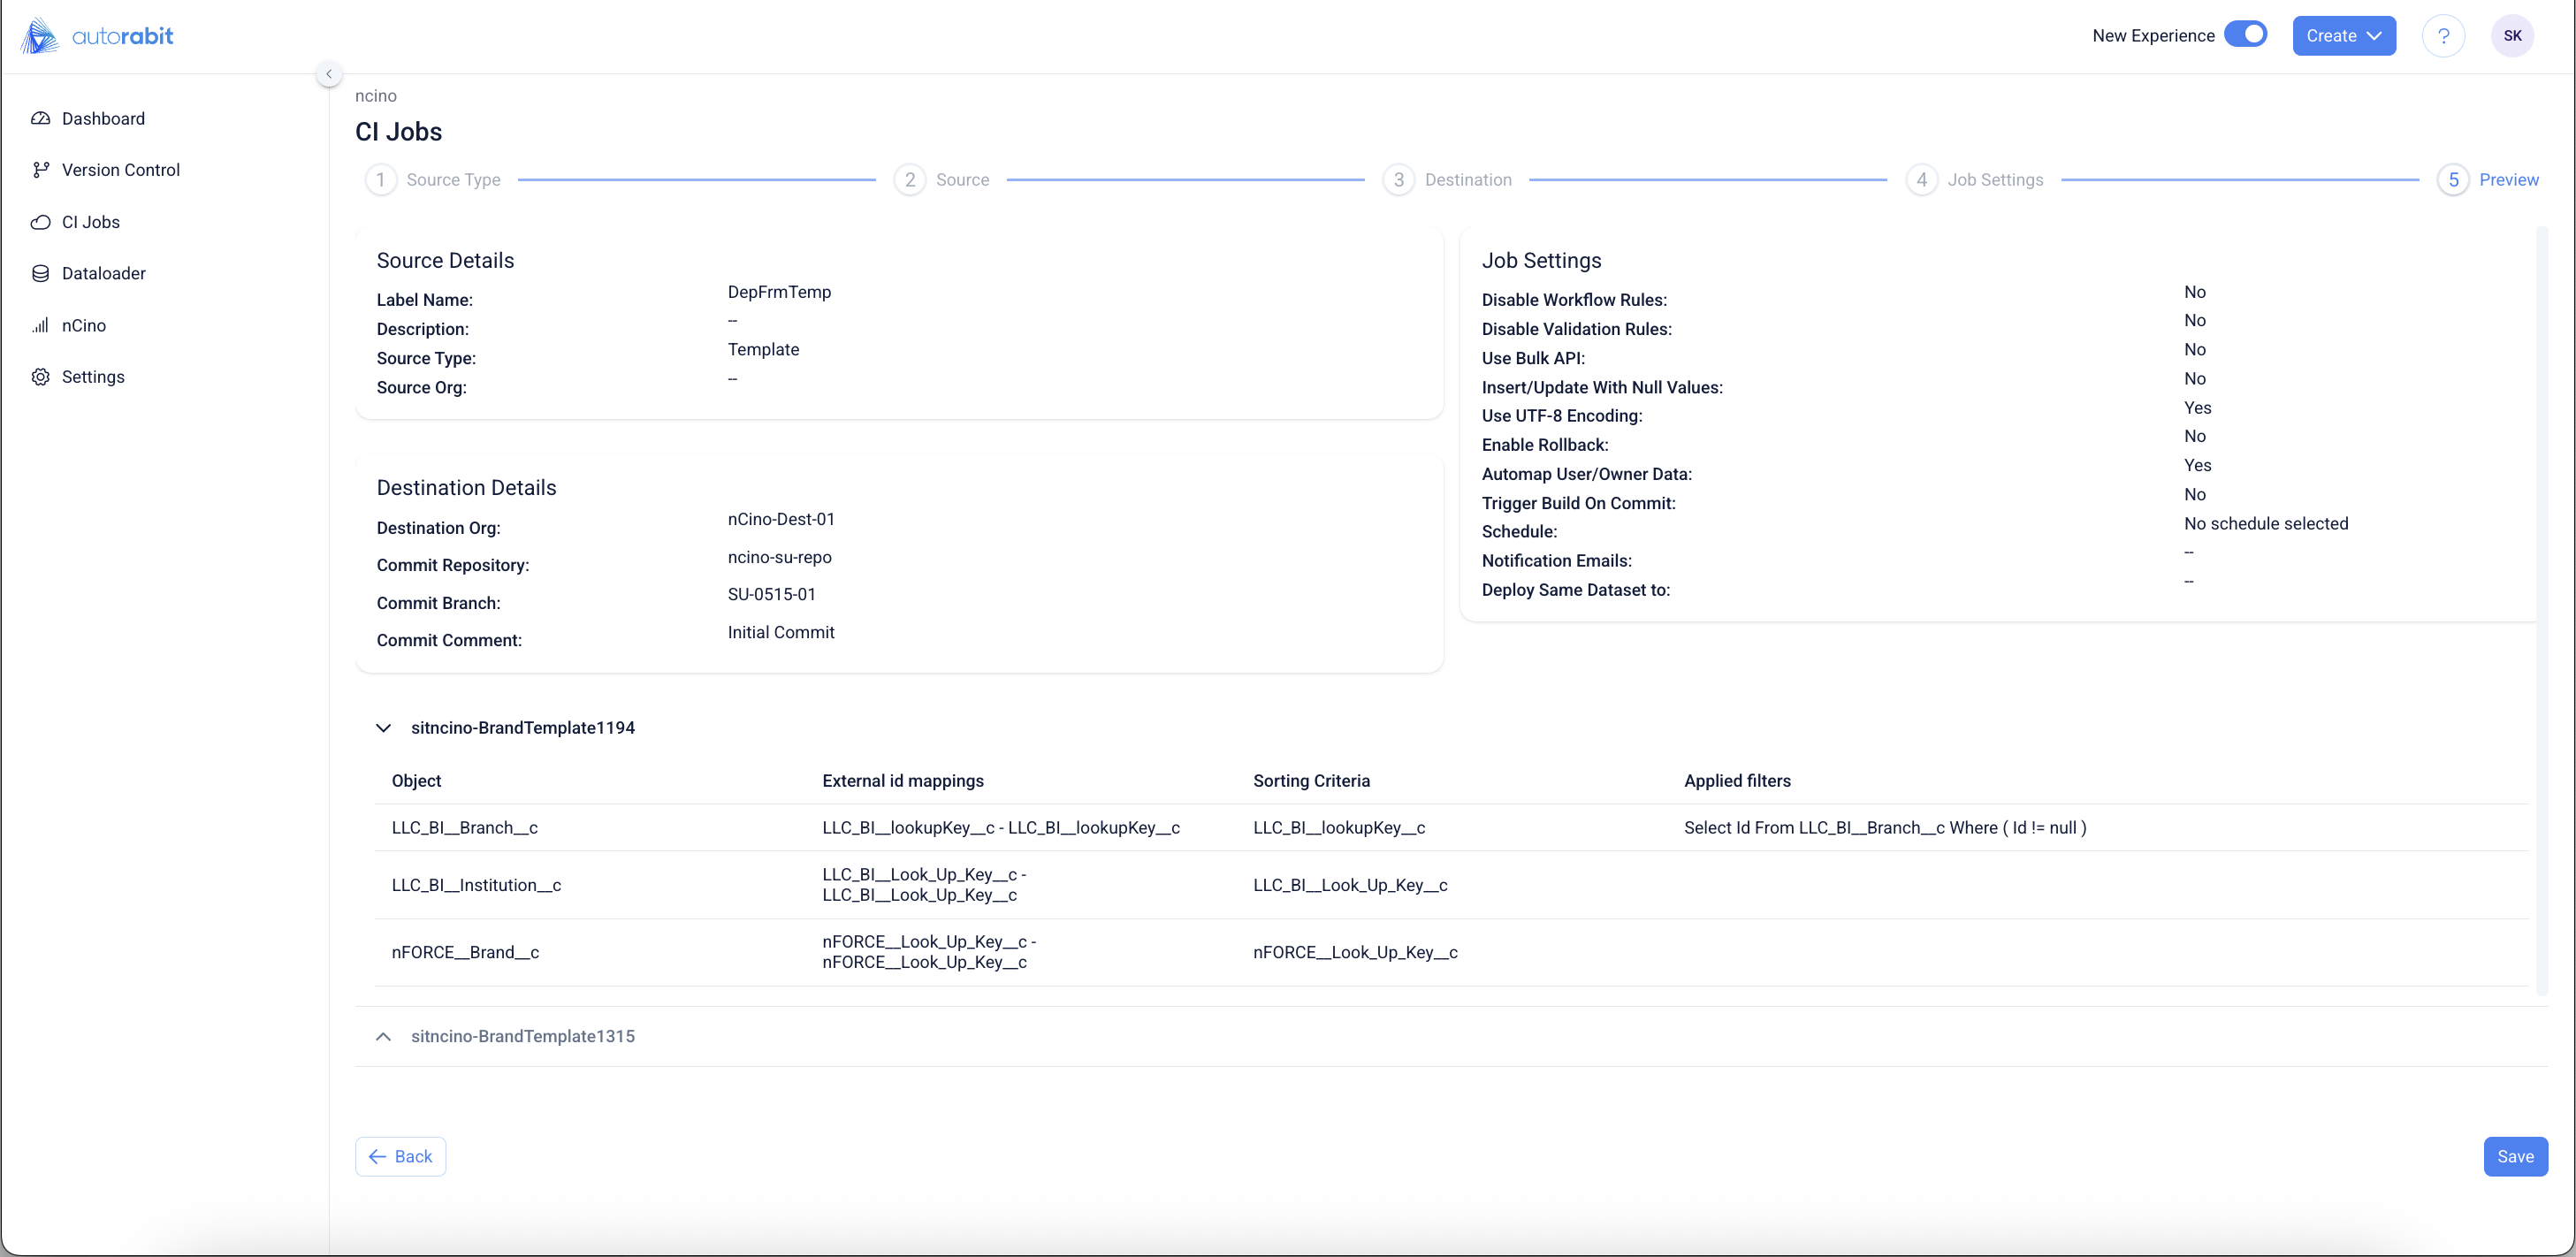 autorabit
New Experience
Create
?
SK
Dashboard
Version Control
CI Jobs
Dataloader
nCino
Settings
ncino
CI Jobs
1 Source Type
2 Source
3 Destination
4 Job Settings
5 Preview
Source Details
Label Name: DepFrmTemp
Description: --
Source Type: Template
Source Org: --
Destination Details
Destination Org: nCino-Dest-01
Commit Repository: ncino-su-repo
Commit Branch: SU-0515-01
Commit Comment: Initial Commit
Job Settings
Disable Workflow Rules: No
Disable Validation Rules: No
Use Bulk API: No
Insert/Update With Null Values: No
Use UTF-8 Encoding: Yes
Enable Rollback: No
Automap User/Owner Data: Yes
Trigger Build On Commit: No
Schedule: No schedule selected
Notification Emails: --
Deploy Same Dataset to: --
sitncino-BrandTemplate1194
Object External id mappings Sorting Criteria Applied filters
LLC_BI__Branch__c LLC_BI__lookupKey__c - LLC_BI__lookupKey__c LLC_BI__lookupKey__c Select Id From LLC_BI__Branch__c Where ( Id != null )
LLC_BI__Institution__c LLC_BI__Look_Up_Key__c -
LLC_BI__Look_Up_Key__c LLC_BI__Look_Up_Key__c
nFORCE__Brand__c nFORCE__Look_Up_Key__c -
nFORCE__Look_Up_Key__c nFORCE__Look_Up_Key__c
sitncino-BrandTemplate1315
Back
Save